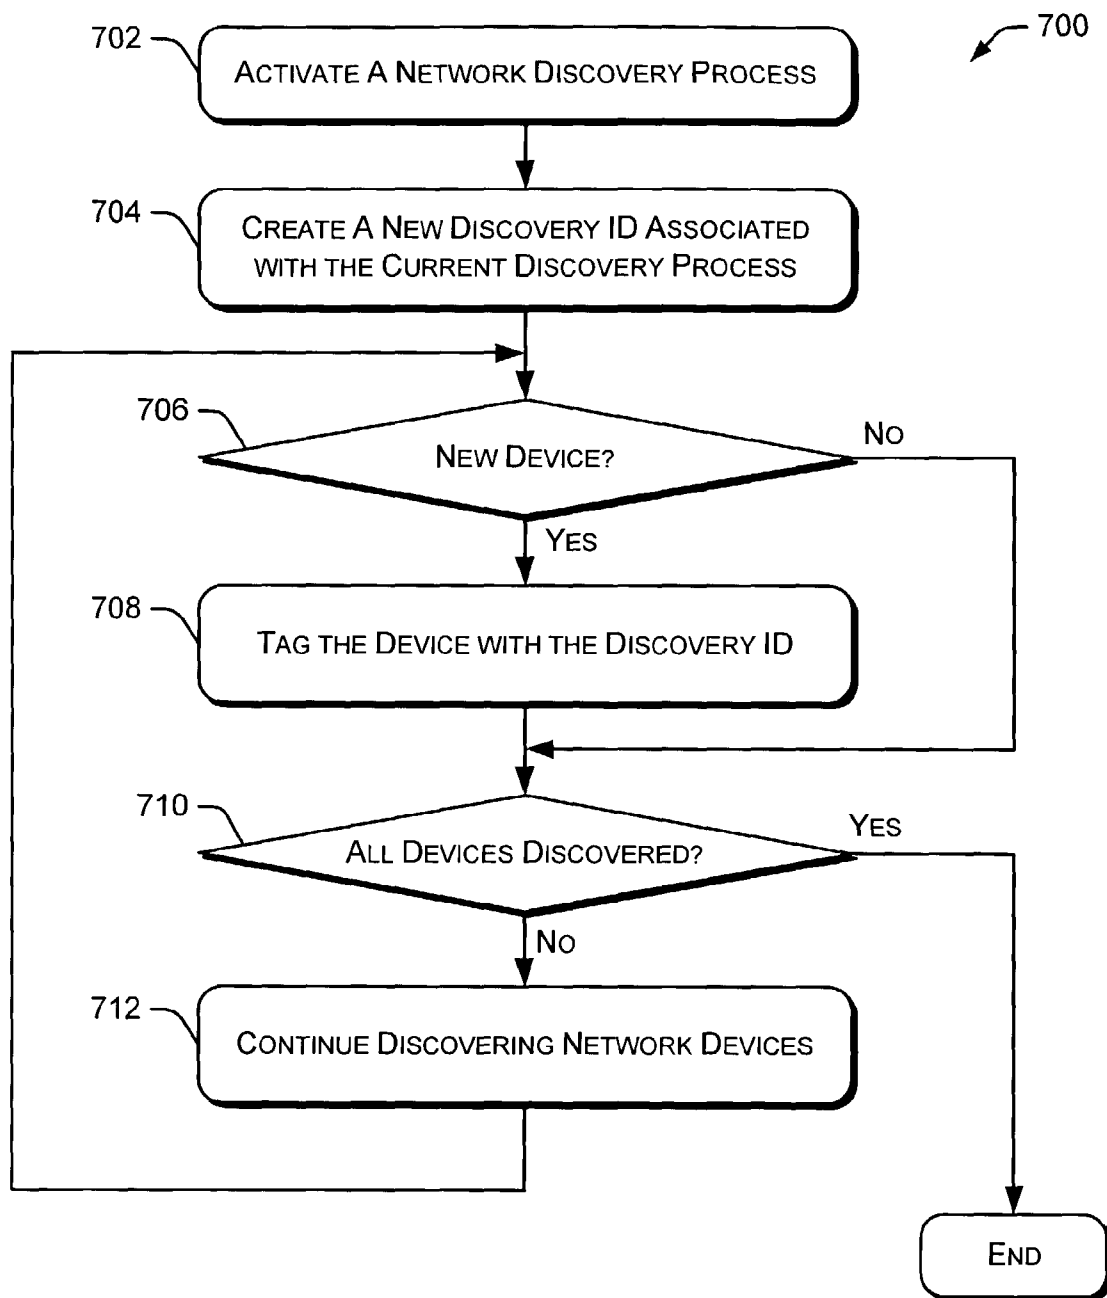 700
702
ACTIVATE A NETWORK DISCOVERY PROCESS
704
CREATE A NEW DISCOVERY ID ASSOCIATED
WITH THE CURRENT DISCOVERY PROCESS
706
NEW DEVICE?
NO
YES
708
TAG THE DEVICE WITH THE DISCOVERY ID
710
ALL DEVICES DISCOVERED?
YES
NO
712
CONTINUE DISCOVERING NETWORK DEVICES
END